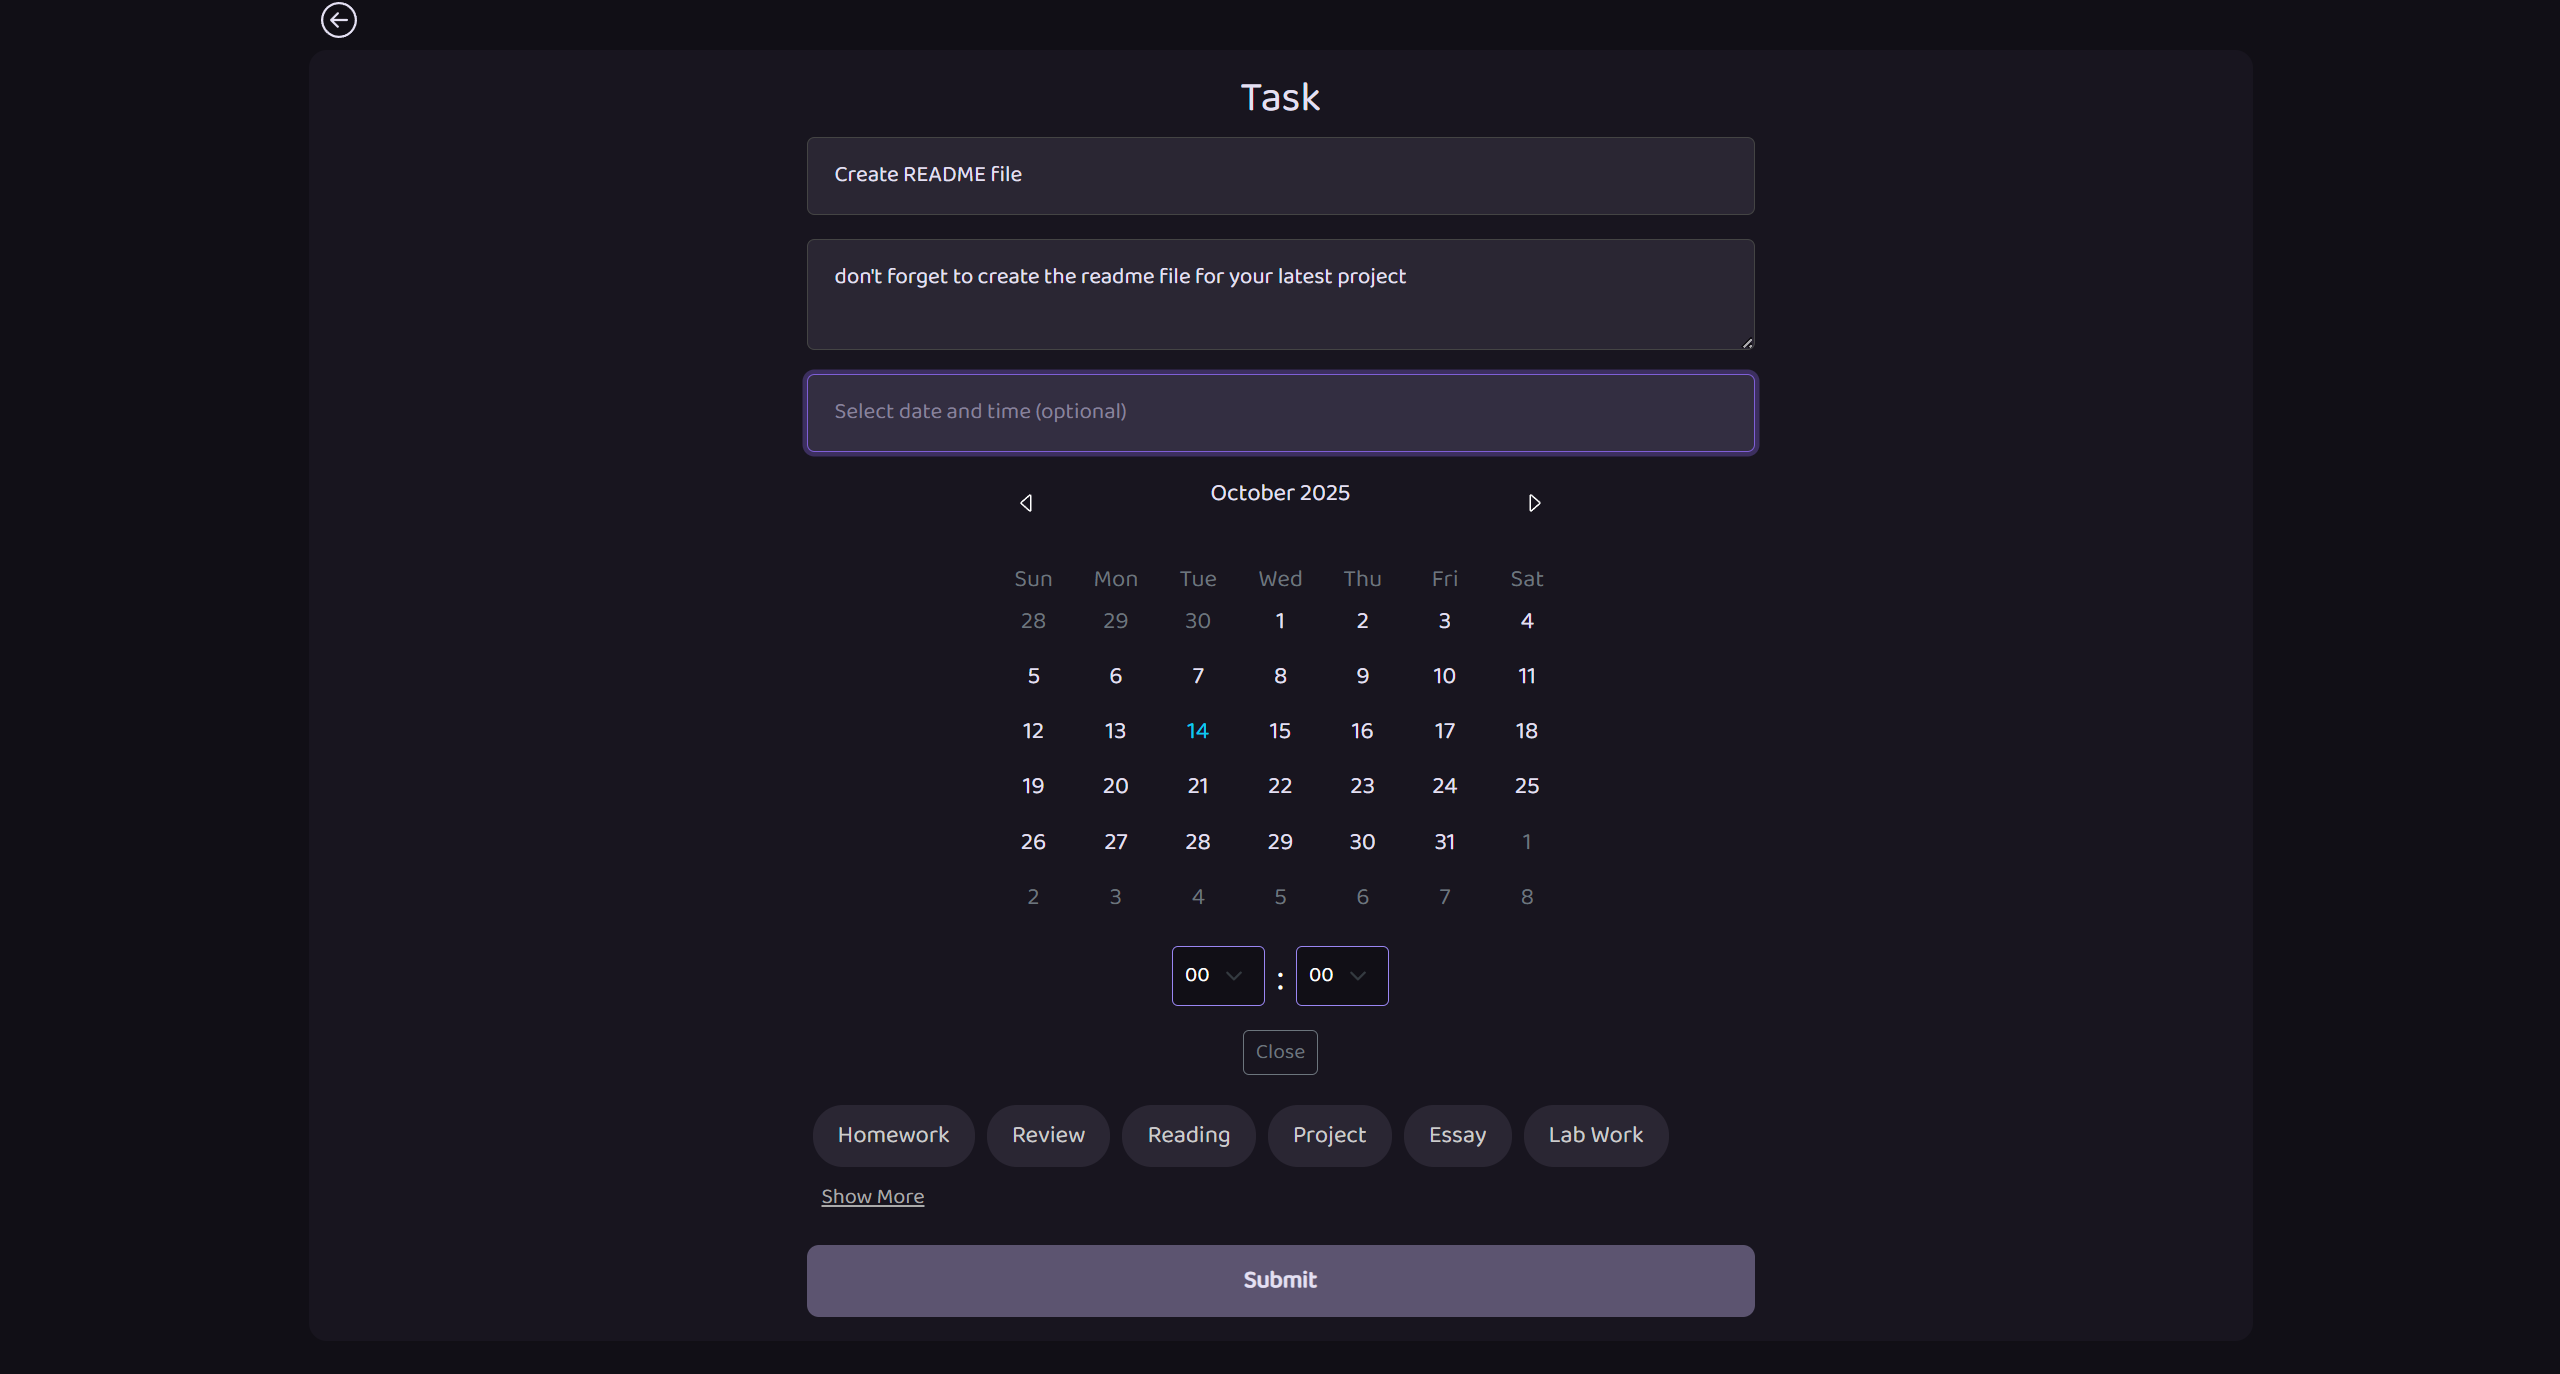 Task
Create README file
don't forget to create the readme file for your latest project
Select date and time (optional)
October 2025
Sun Mon Tue Wed Thu Fri Sat
28 29 30 1 2 3 4
5 6 7 8 9 10 11
12 13 14 15 16 17 18
19 20 21 22 23 24 25
26 27 28 29 30 31 1
2 3 4 5 6 7 8
00 : 00
Close
Homework Review Reading Project Essay Lab Work
Show More
Submit